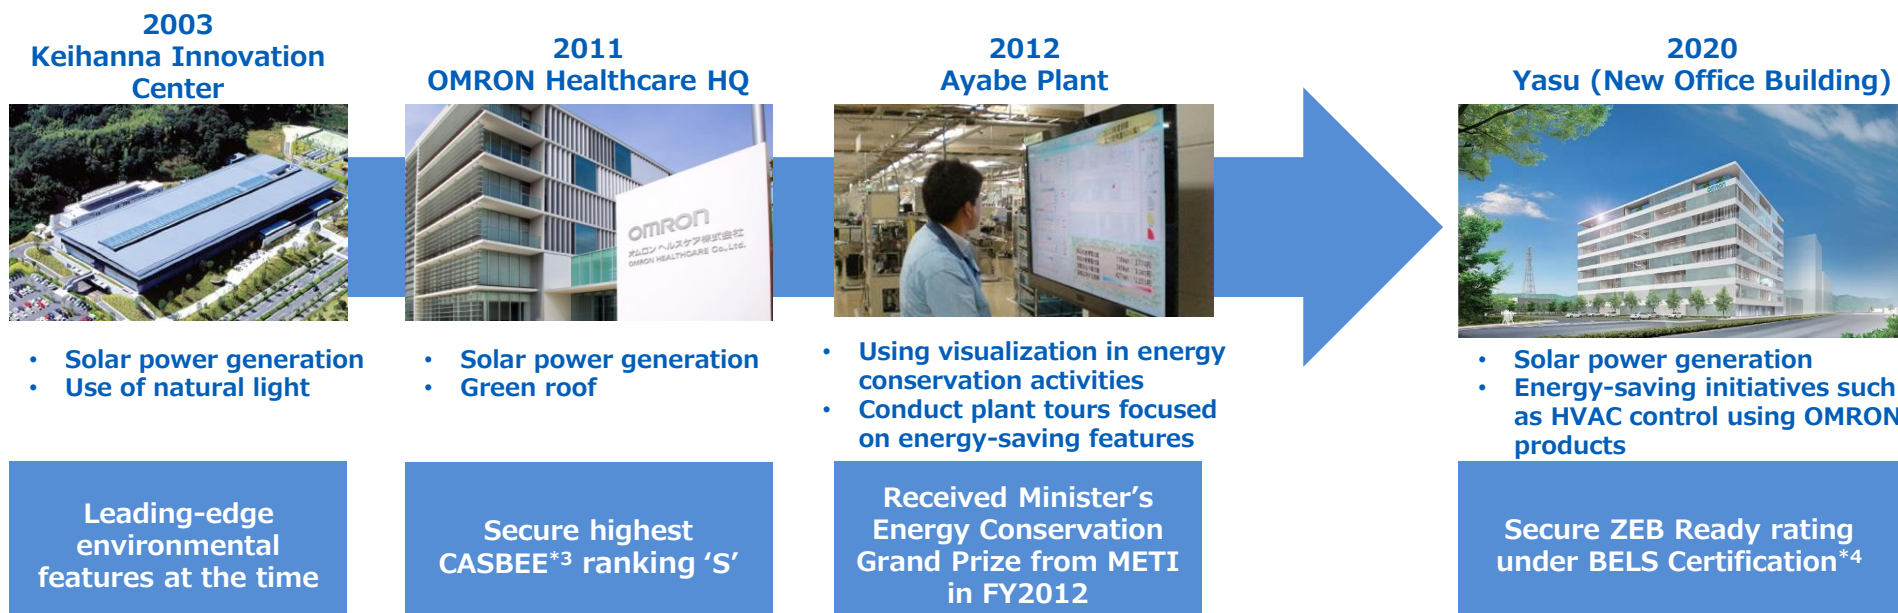 2003
Keihanna Innovation
Center
• Solar power generation
• Use of natural light
Leading-edge
environmental
features at the time
2011
OMRON Healthcare HQ
OMRON
オムロン ヘルスケア株式会社
OMRON HEALTHCARE Co., Ltd.
• Solar power generation
• Green roof
Secure highest
CASBEE*3 ranking ‘S’
2012
Ayabe Plant
• Using visualization in energy
conservation activities
• Conduct plant tours focused
on energy-saving features
Received Minister’s
Energy Conservation
Grand Prize from METI
in FY2012
2020
Yasu (New Office Building)
• Solar power generation
• Energy-saving initiatives such
as HVAC control using OMRON
products
Secure ZEB Ready rating
under BELS Certification*4